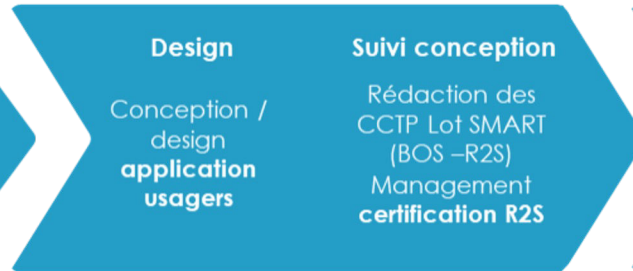 Design
Conception /
design
application
usagers
Suivi conception
Rédaction des
CCTP Lot SMART
(BOS –R2S)
Management
certification R2S